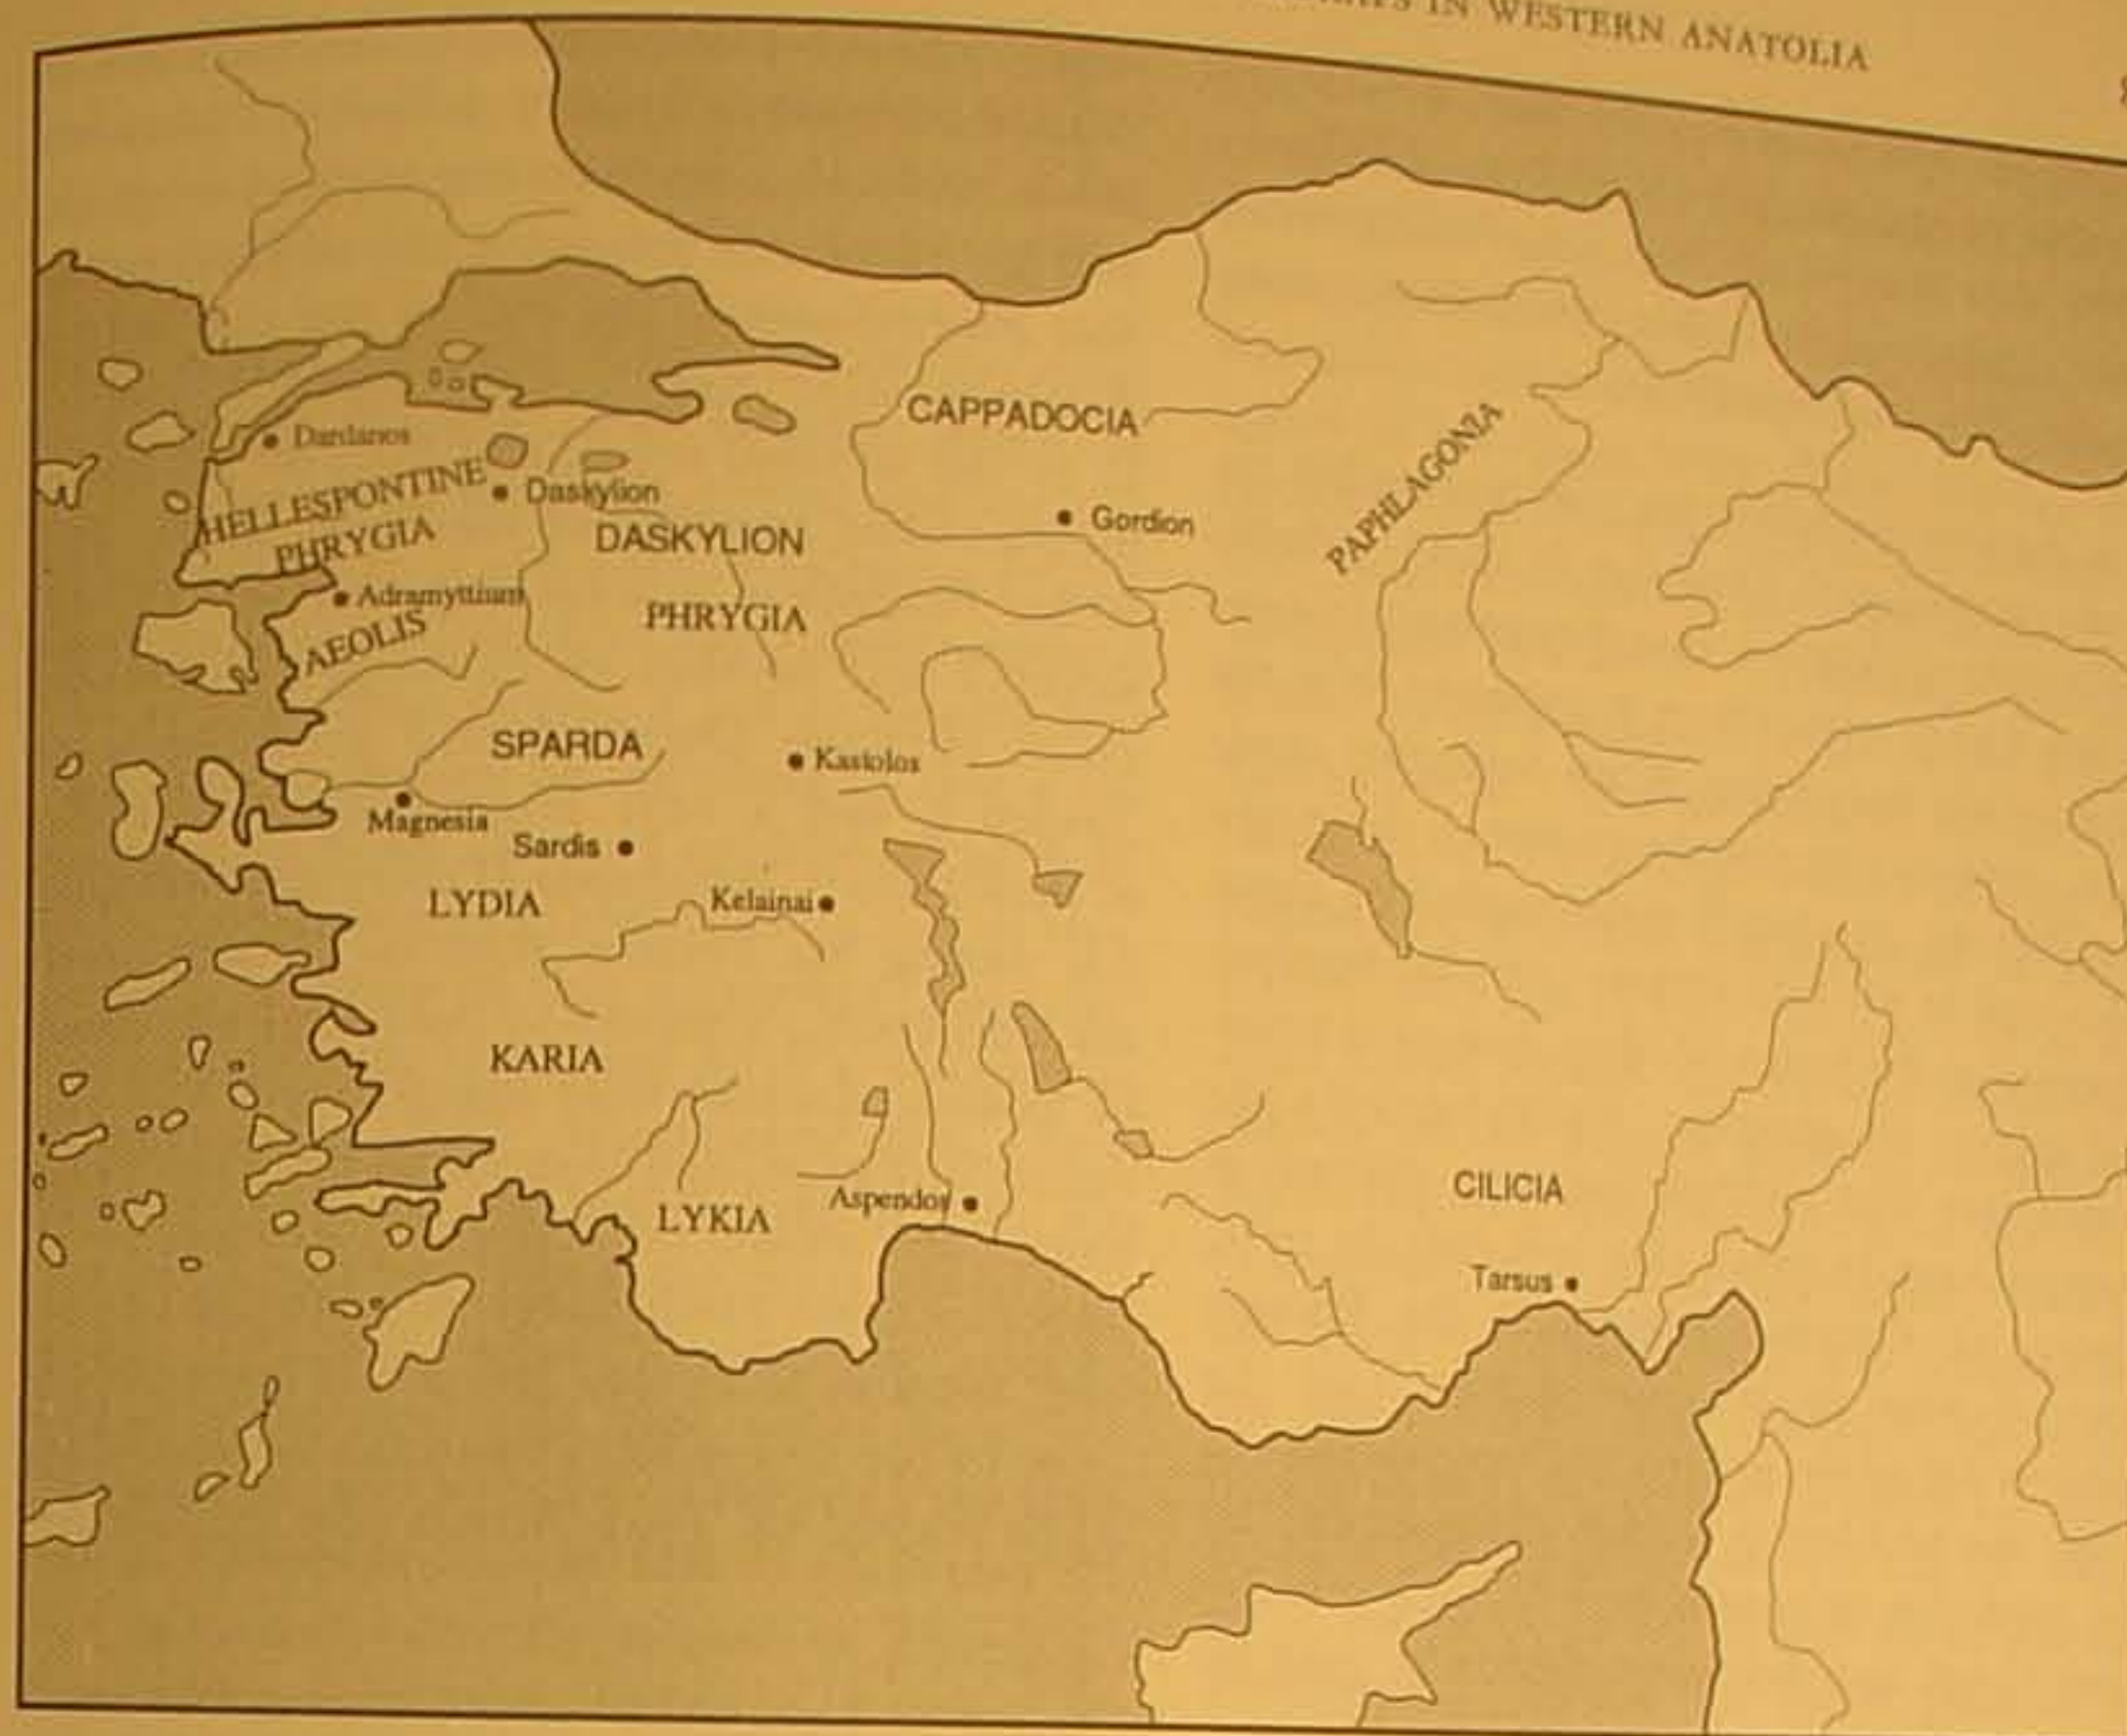 IN WESTERN ANATOLIA
CAPPADOCIA
Dardanos
PAPHLAGONIA
HELLESPONTINE
PHRYGIA
Daskylion
Gordion
DASKYLION
Adramyttium
PHRYGIA
AEOLIS
SPARDA
Kastolos
Magnesia
Sardis
LYDIA
Kelainai
KARIA
CILICIA
LYKIA
Aspendos
Tarsus